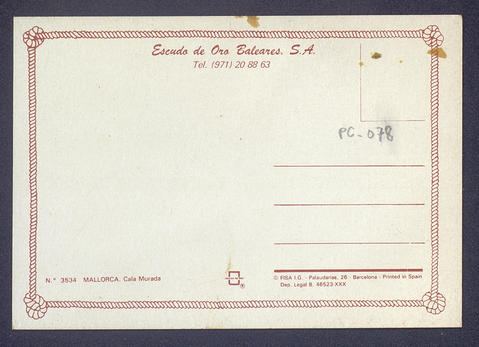 Escudo de Oro Baleares, S.A.
Tel. (971) 20 88 63
PC-078
N.° 3534 MALLORCA. Cala Murada
© FISA I.G. - Palaudarias, 26 - Barcelona - Printed in Spain
Dep. Legal B. 46523-XXX